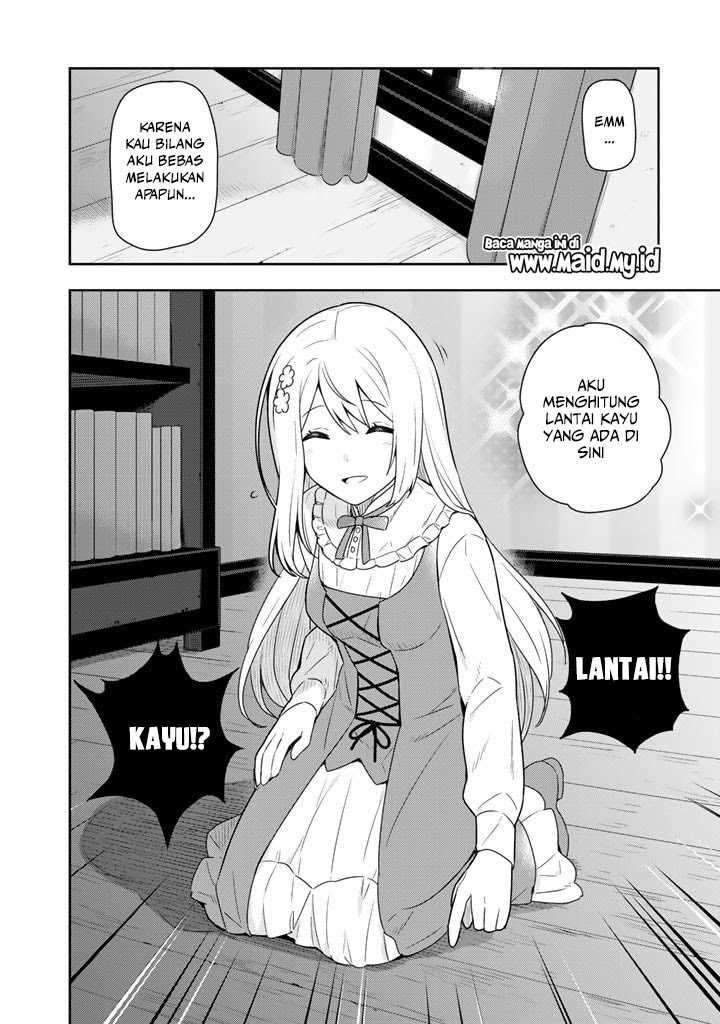 EMM
...
KARENA
KAU BILANG
AKU BEBAS
MELAKUKAN
APAPUN...
Baca Manga ini di
www.Maid.my.id
AKU
MENGHITUNG
LANTAI KAYU
YANG ADA DI
SINI
LANTAI!!
KAYU!?